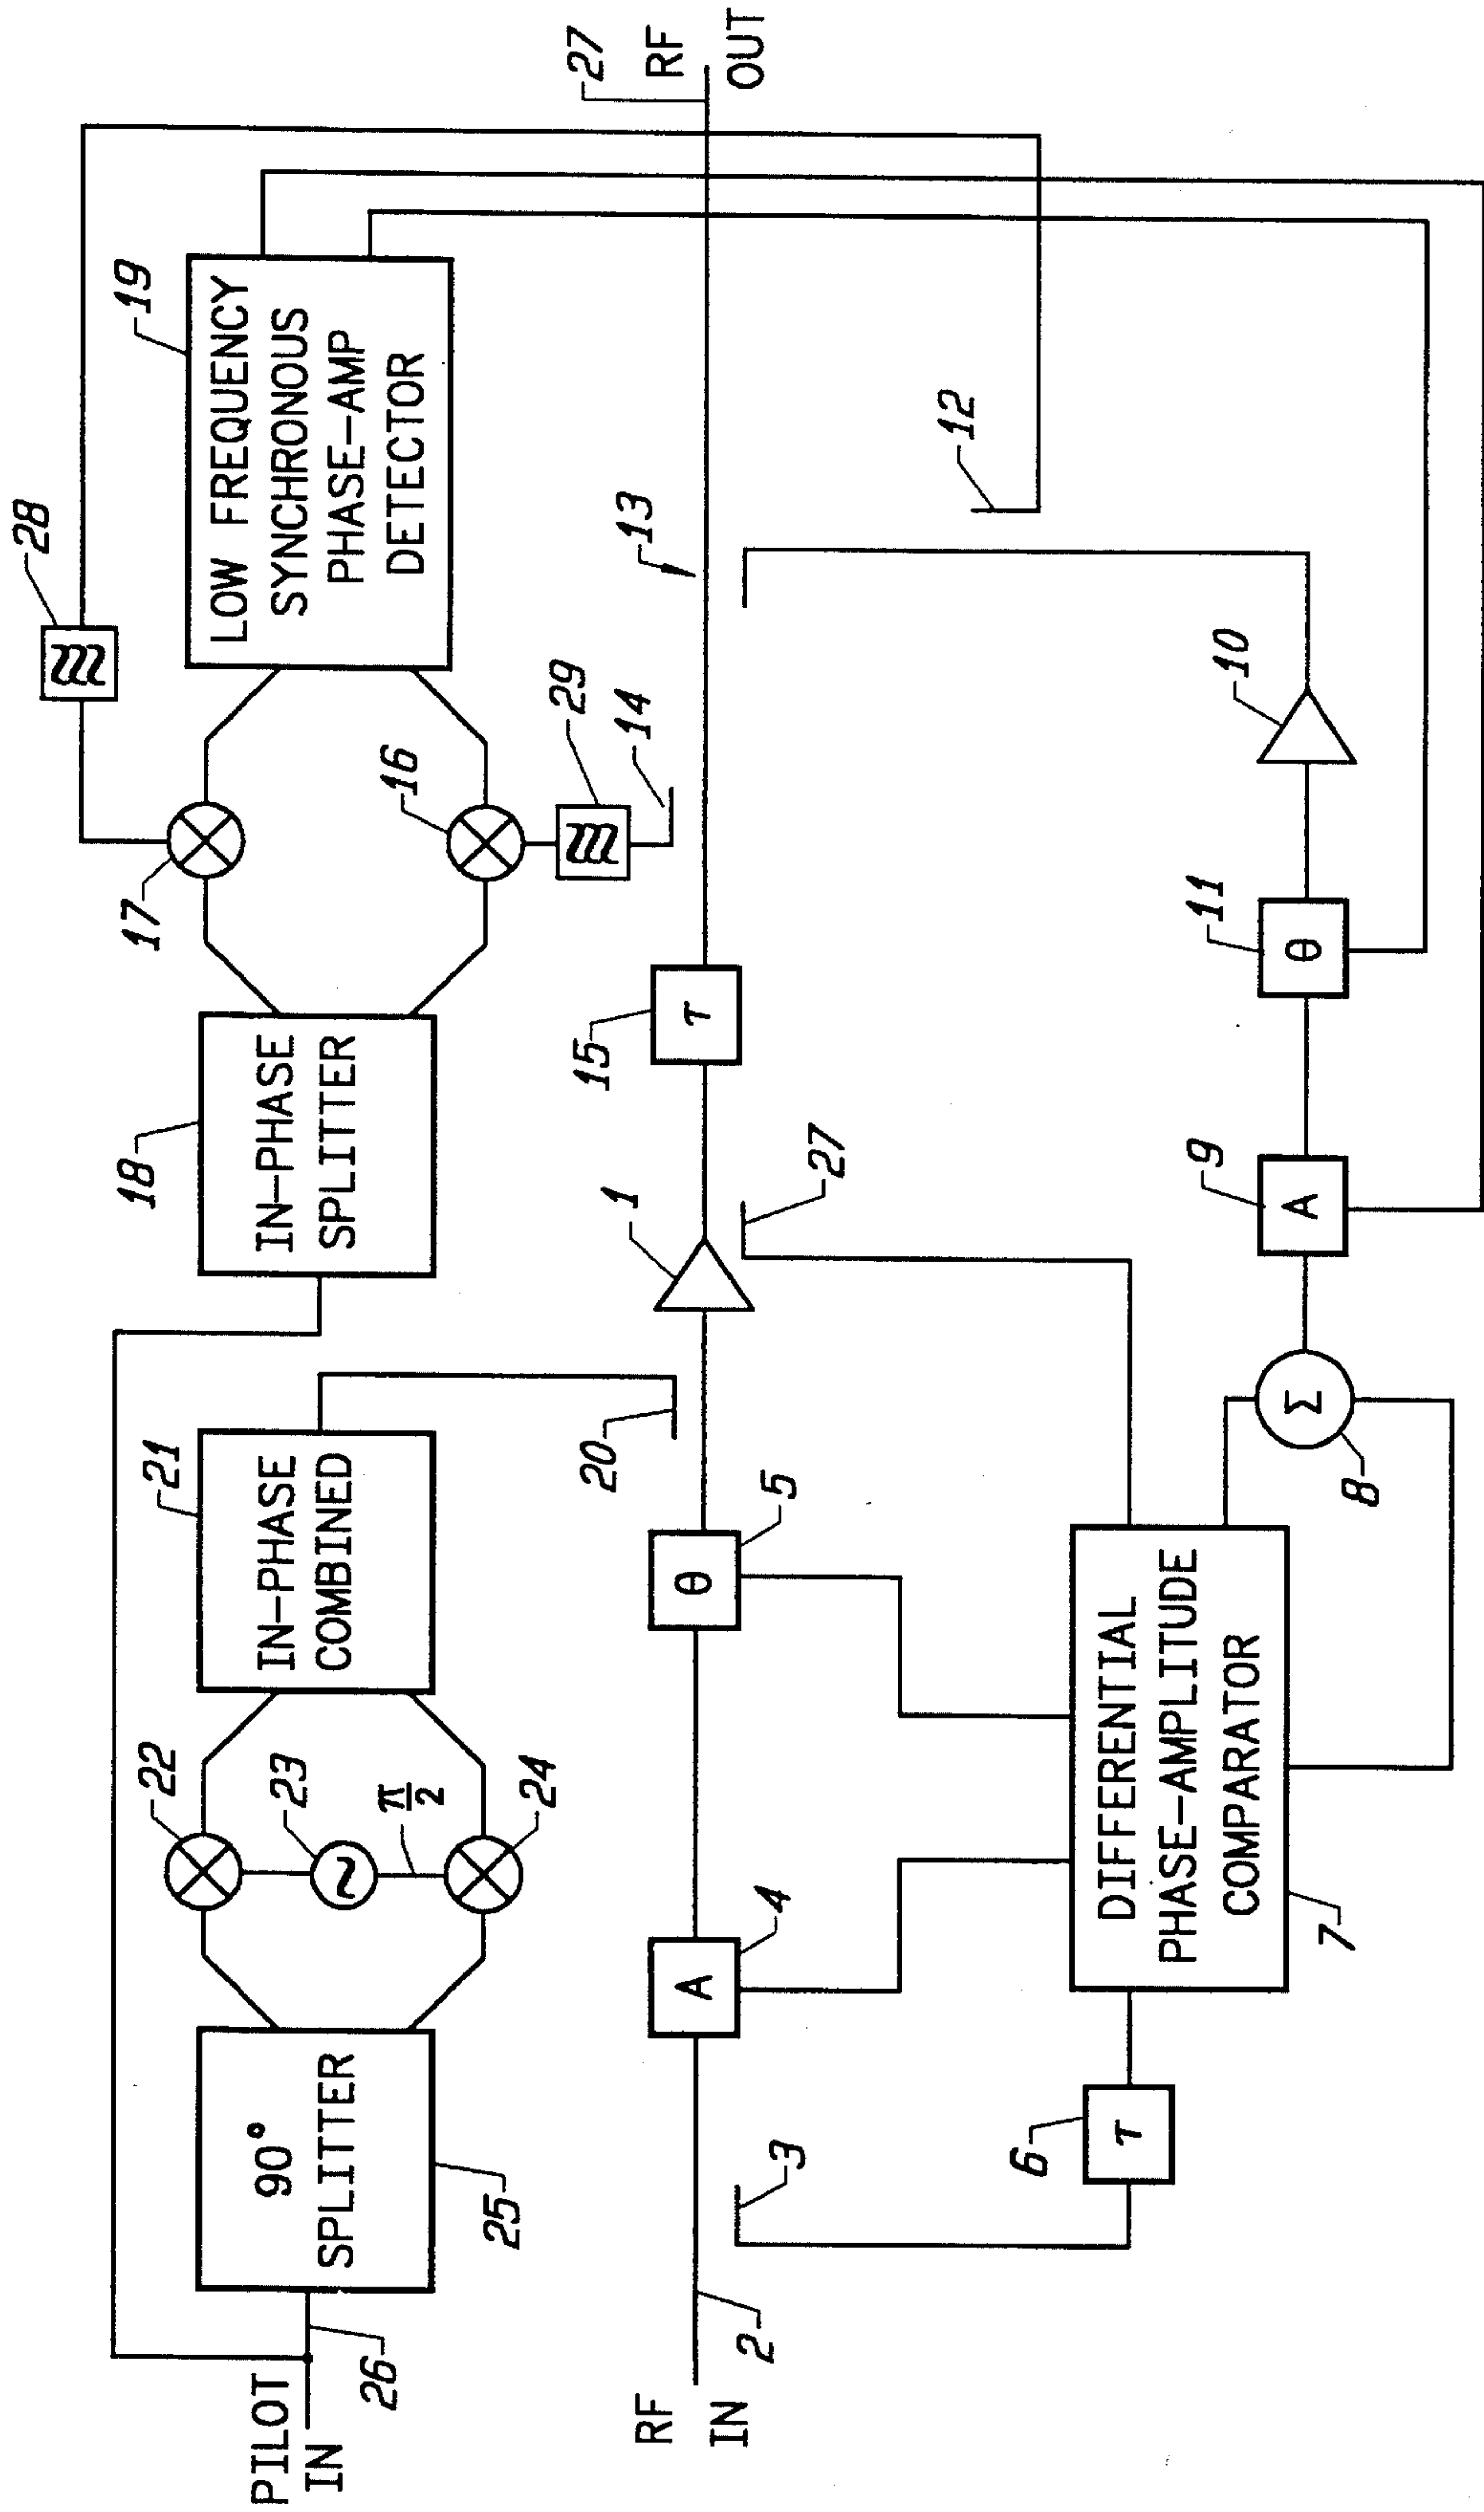 PILOT
IN
26
90°
SPLITTER
25
22
23
π/2
24
21
IN-PHASE
COMBINED
18
IN-PHASE
SPLITTER
17
16
28
29
14
19
LOW FREQUENCY
SYNCHRONOUS
PHASE-AMP
DETECTOR
RF
IN
2
3
A
4
θ
5
20
1
27
15
τ
13
12
27
RF
OUT
6
τ
DIFFERENTIAL
PHASE-AMPLITUDE
COMPARATOR
7
Σ
8
A
9
θ
11
10